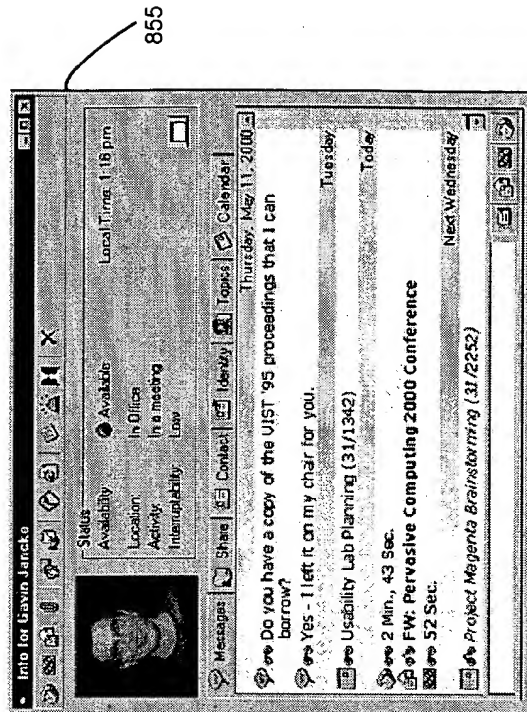 855
Info for Gavin Jancke
Status
Availability Available Local Time: 1:16 pm
Location In Office
Activity In a meeting
Interruptability Low
Messages Share Contact Identity Topics Calendar
Thursday, May 11, 2000
Do you have a copy of the UIST '95 proceedings that I can
borrow?
Yes - I left it on my chair for you.
Tuesday
Usability Lab Planning (31/1342)
Today
2 Min., 43 Sec.
FW: Pervasive Computing 2000 Conference
52 Sec.
Next Wednesday
Project Magenta Brainstorming (31/2252)